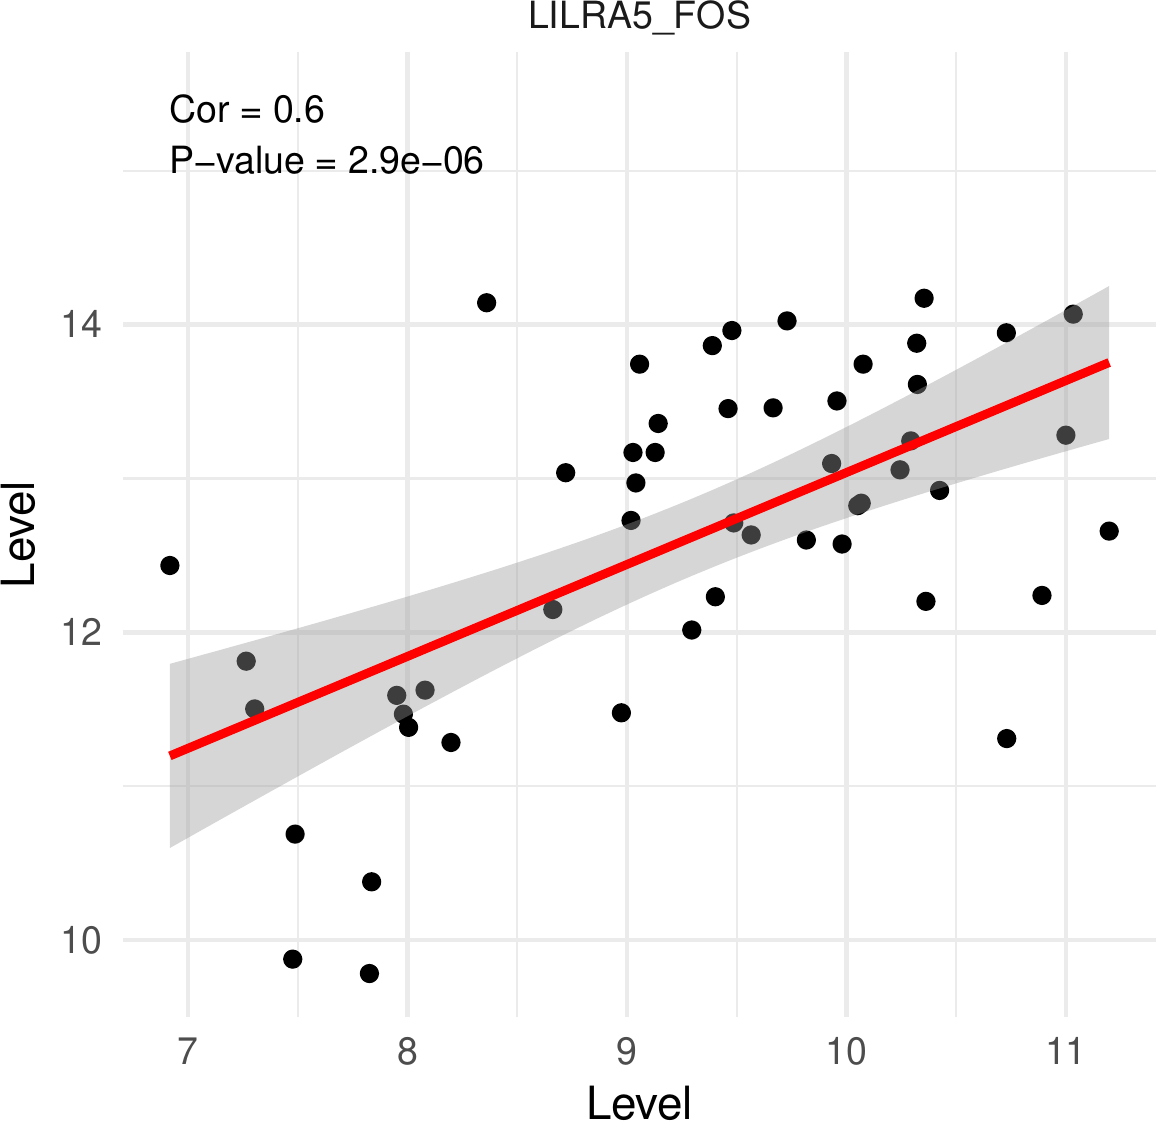 LILRA5_FOS
Cor = 0.6
P−value = 2.9e−06
14
12
10
Level
7 8 9 10 11
Level